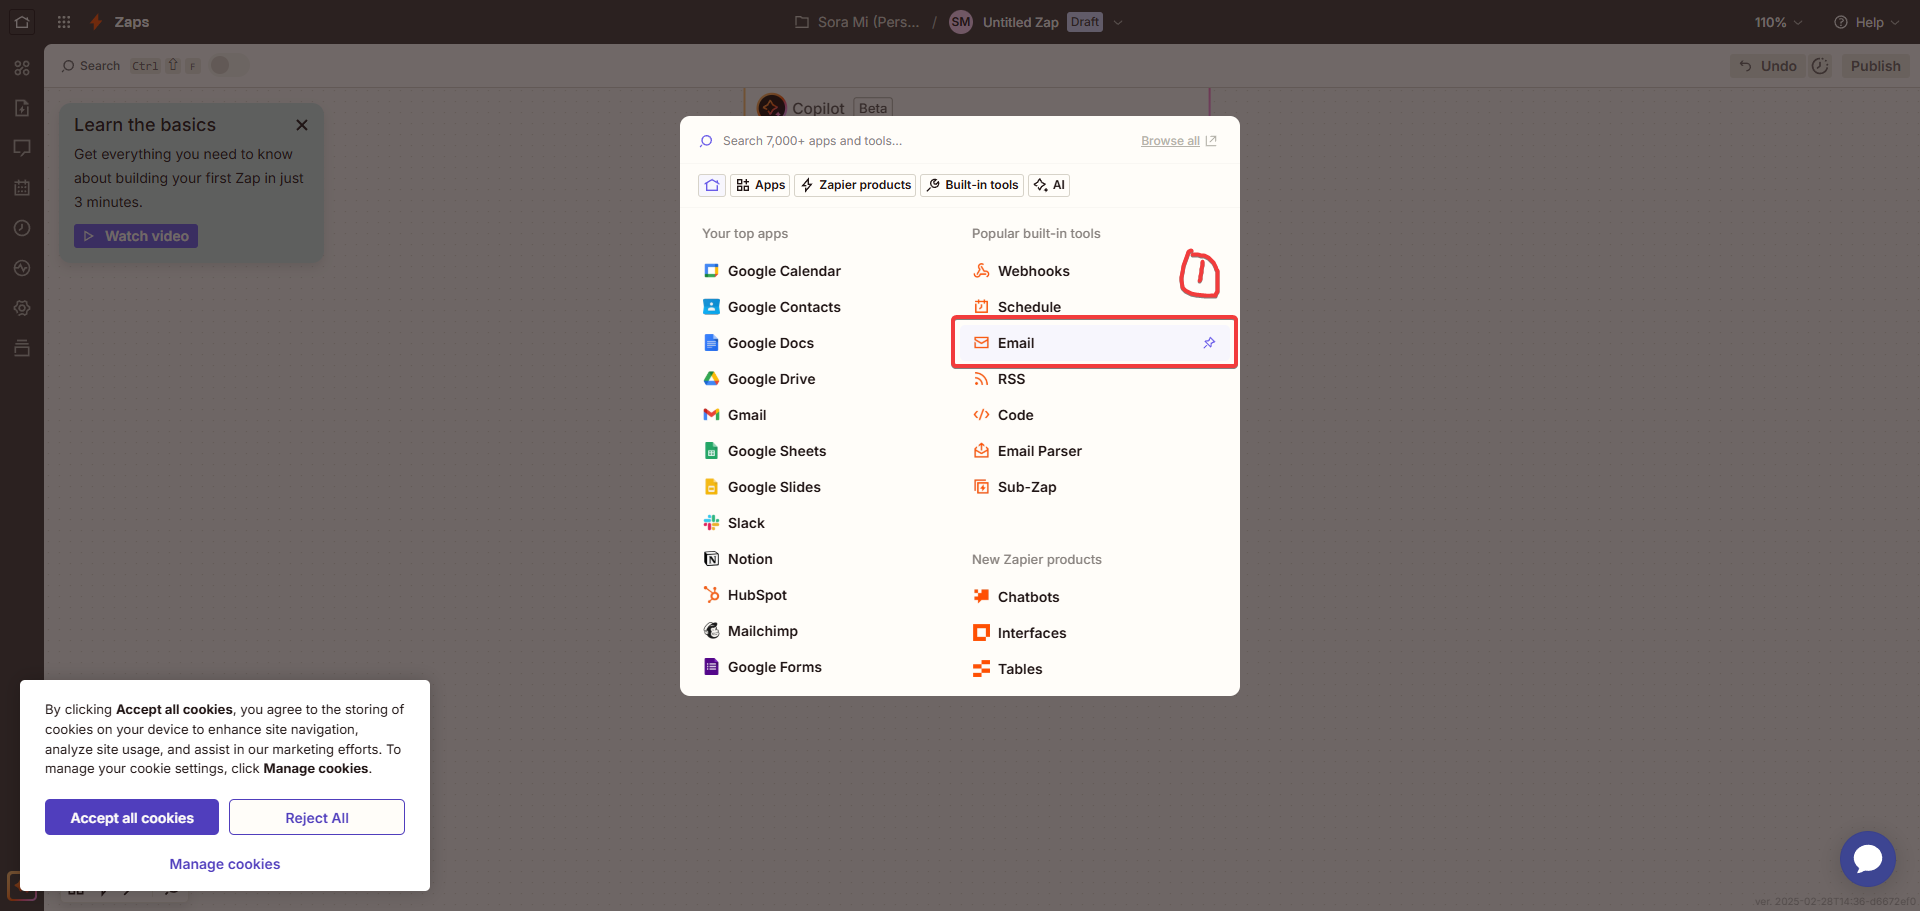 Zaps
Sora Mi (Pers... / SM Untitled Zap Draft
110%
Help
Search Ctrl ⇧ F
Undo
Publish
Learn the basics
Get everything you need to know
about building your first Zap in just
3 minutes.
Watch video
Copilot Beta
Search 7,000+ apps and tools...
Browse all
Apps
Zapier products
Built-in tools
AI
Your top apps
Google Calendar
Google Contacts
Google Docs
Google Drive
Gmail
Google Sheets
Google Slides
Slack
Notion
HubSpot
Mailchimp
Google Forms
Popular built-in tools
1
Webhooks
Schedule
Email
RSS
Code
Email Parser
Sub-Zap
New Zapier products
Chatbots
Interfaces
Tables
By clicking Accept all cookies, you agree to the storing of
cookies on your device to enhance site navigation,
analyze site usage, and assist in our marketing efforts. To
manage your cookie settings, click Manage cookies.
Accept all cookies
Reject All
Manage cookies
ver. 2025-02-28T14:36-d6672ef0